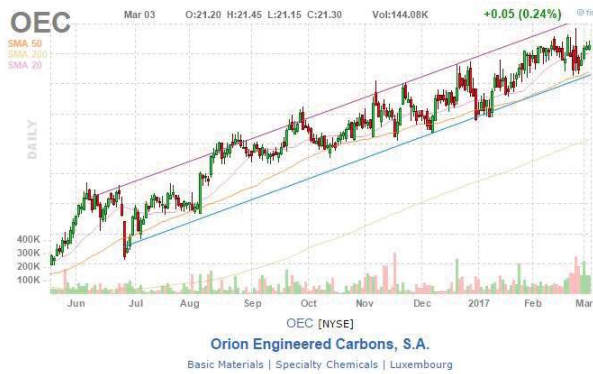 OEC
Mar 03 O:21.20 H:21.45 L:21.15 C:21.30 Vol:144.08K +0.05 (0.24%)
SMA 50
SMA 200
SMA 20
DAILY
400K
300K
200K
100K
Jun Jul Aug Sep Oct Nov Dec 2017 Feb Mar
OEC [NYSE]
Orion Engineered Carbons, S.A.
Basic Materials | Specialty Chemicals | Luxembourg